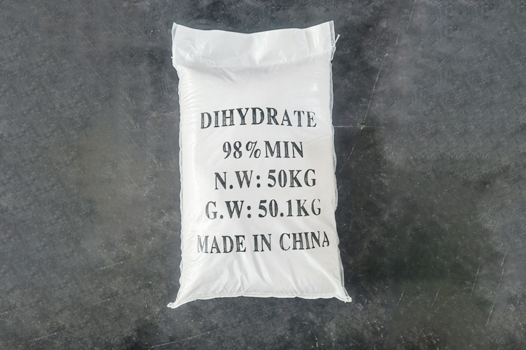 DIHYDRATE
98%MIN
N.W: 50KG
G.W: 50.1KG
MADE IN CHINA